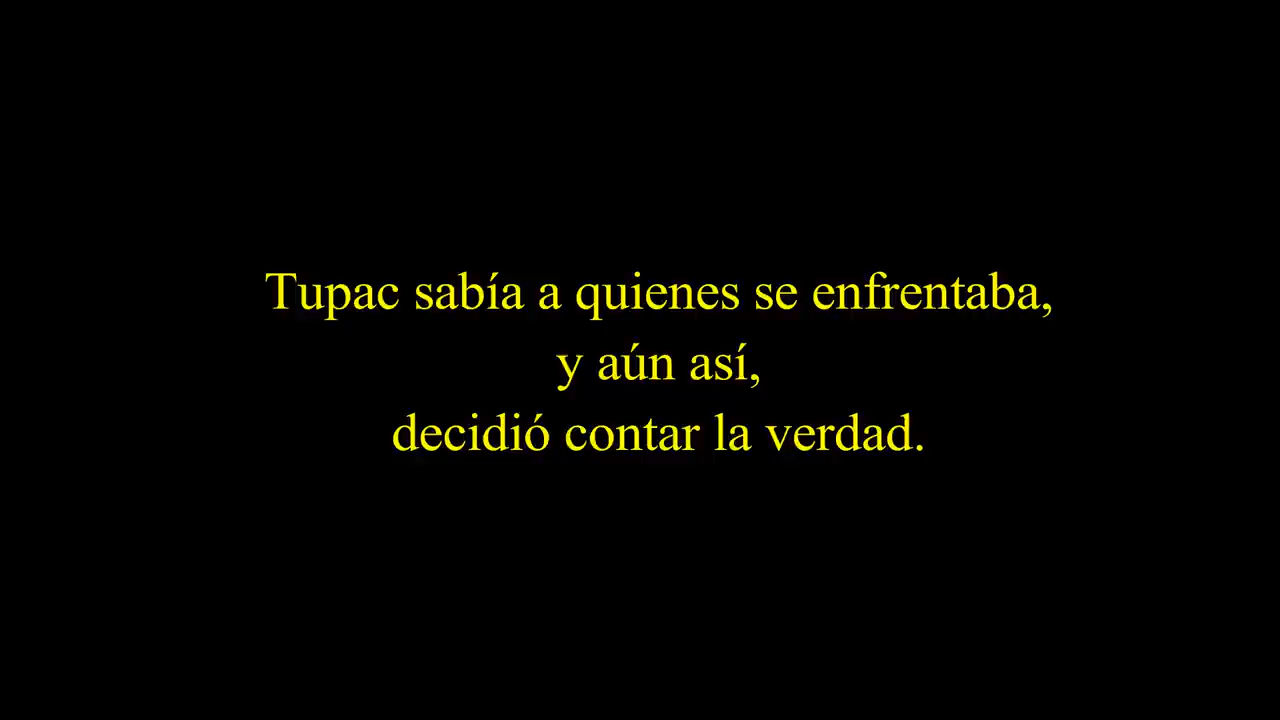 Tupac sabía a quienes se enfrentaba,
y aún así,
decidió contar la verdad.